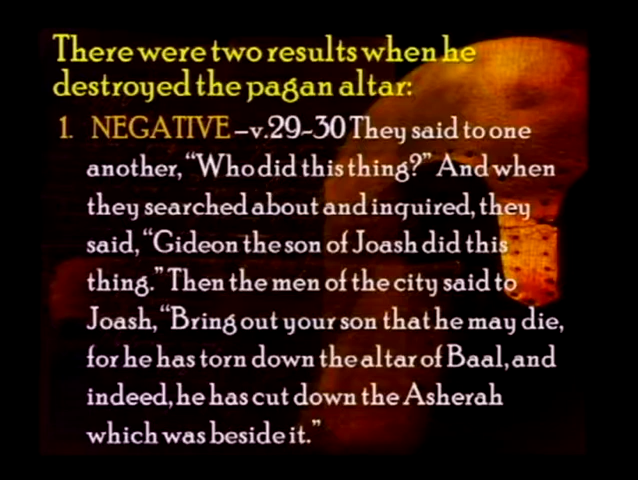 There were two results when he
destroyed the pagan altar:
1. NEGATIVE –v.29-30 They said to one
another, “Who did this thing?” And when
they searched about and inquired, they
said, “Gideon the son of Joash did this
thing.” Then the men of the city said to
Joash, “Bring out your son that he may die,
for he has torn down the altar of Baal, and
indeed, he has cut down the Asherah
which was beside it.”